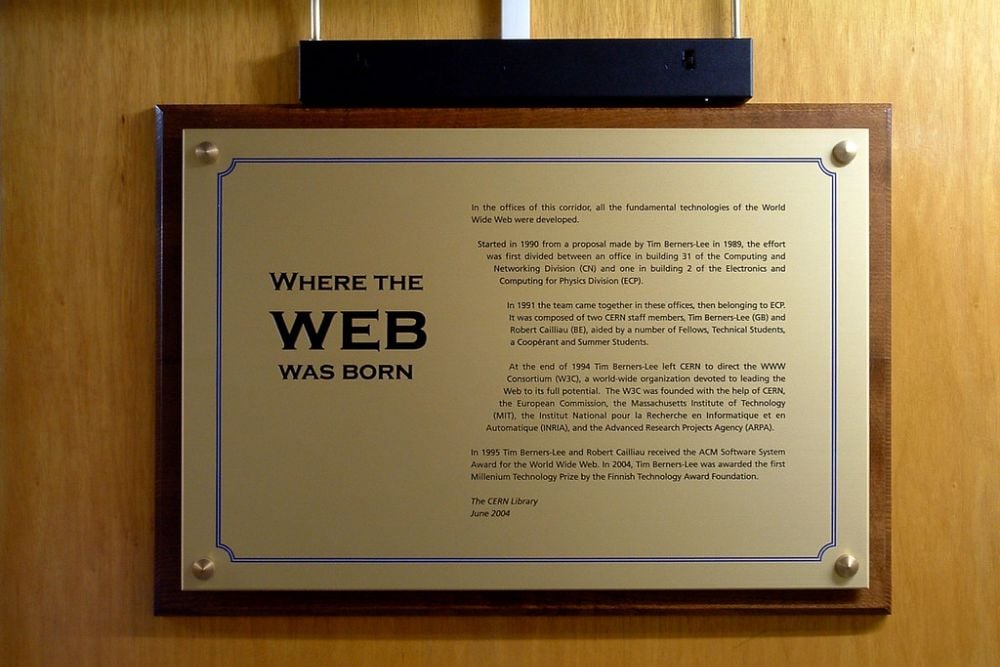 WHERE THE
WEB
WAS BORN
In the offices of this corridor, all the fundamental technologies of the World
Wide Web were developed.
Started in 1990 from a proposal made by Tim Berners-Lee in 1989, the effort
was first divided between an office in building 31 of the Computing and
Networking Division (CN) and one in building 2 of the Electronics and
Computing for Physics Division (ECP).
In 1991 the team came together in these offices, then belonging to ECP.
It was composed of two CERN staff members, Tim Berners-Lee (GB) and
Robert Cailliau (BE), aided by a number of Fellows, Technical Students,
a Coopérant and Summer Students.
At the end of 1994 Tim Berners-Lee left CERN to direct the WWW
Consortium (W3C), a world-wide organization devoted to leading the
Web to its full potential. The W3C was founded with the help of CERN,
the European Commission, the Massachusetts Institute of Technology
(MIT), the Institut National pour la Recherche en Informatique et en
Automatique (INRIA), and the Advanced Research Projects Agency (ARPA).
In 1995 Tim Berners-Lee and Robert Cailliau received the ACM Software System
Award for the World Wide Web. In 2004, Tim Berners-Lee was awarded the first
Millenium Technology Prize by the Finnish Technology Award Foundation.
The CERN Library
June 2004